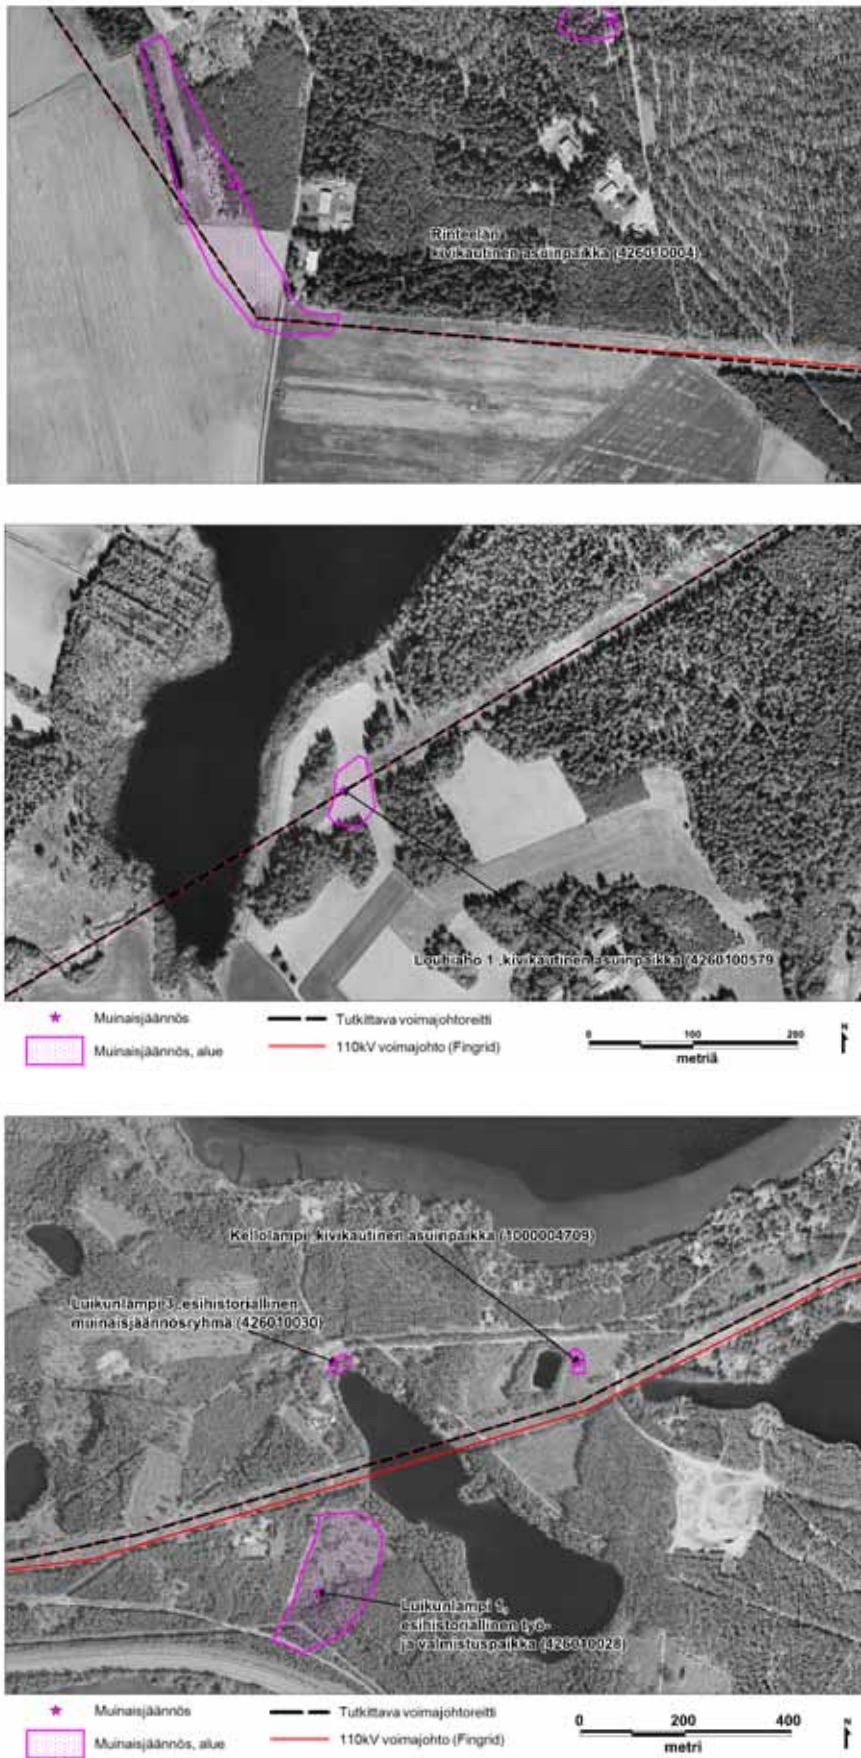 Rinteelän
kivikautinen asuinpaikka (426010004)
Louhiaho 1 ,kivikautinen asuinpaikka (4260100579
Muinaisjäännös
Muinaisjäännös, alue
Tutkittava voimajohtoreitti
110kV voimajohto (Fingrid)
0 100 200
metriä
N
Kellolampi, kivikautinen asuinpaikka (1000004709)
Luikunlampi 3, esihistoriallinen
muinaisjäännösryhmä (426010030)
Luikunlampi 1,
esihistoriallinen työ-
ja valmistuspaikka (426010028)
Muinaisjäännös
Muinaisjäännös, alue
Tutkittava voimajohtoreitti
110kV voimajohto (Fingrid)
0 200 400
metri
N